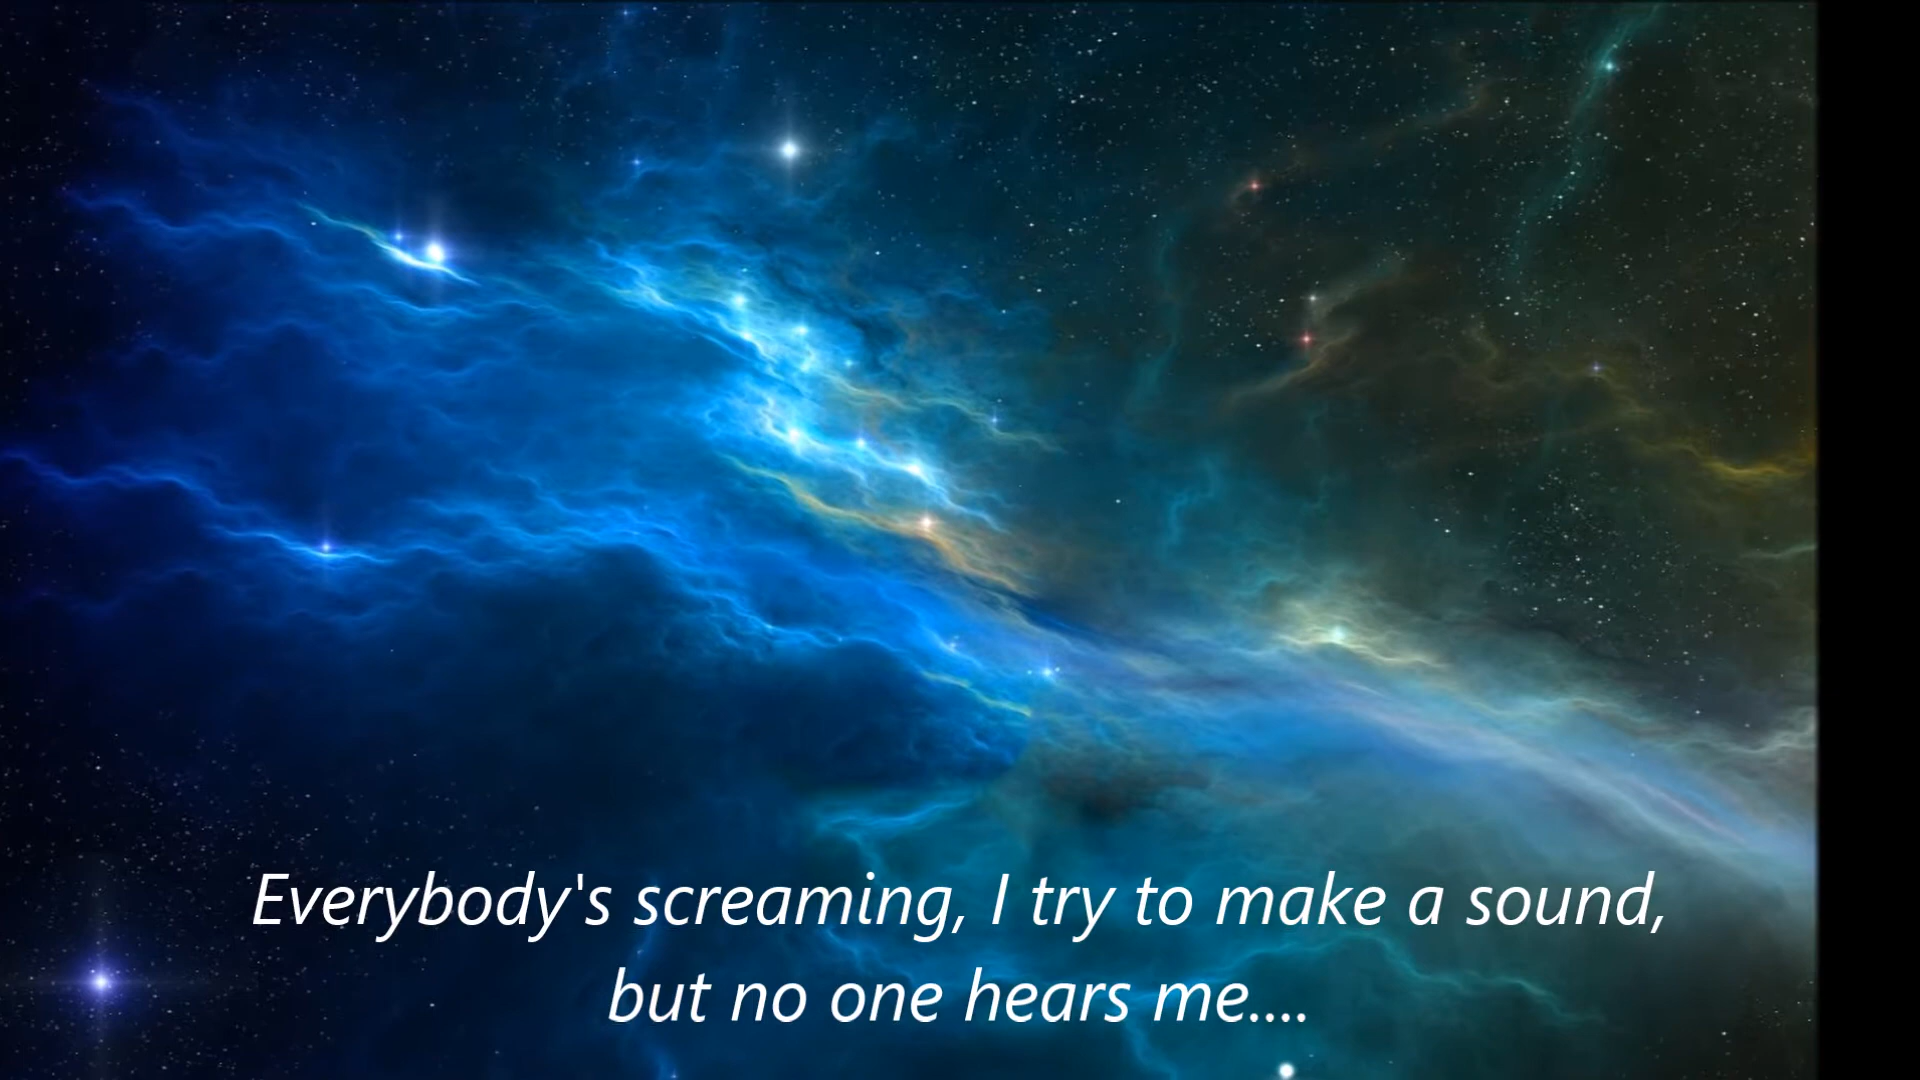 Everybody's screaming, I try to make a sound,
but no one hears me....